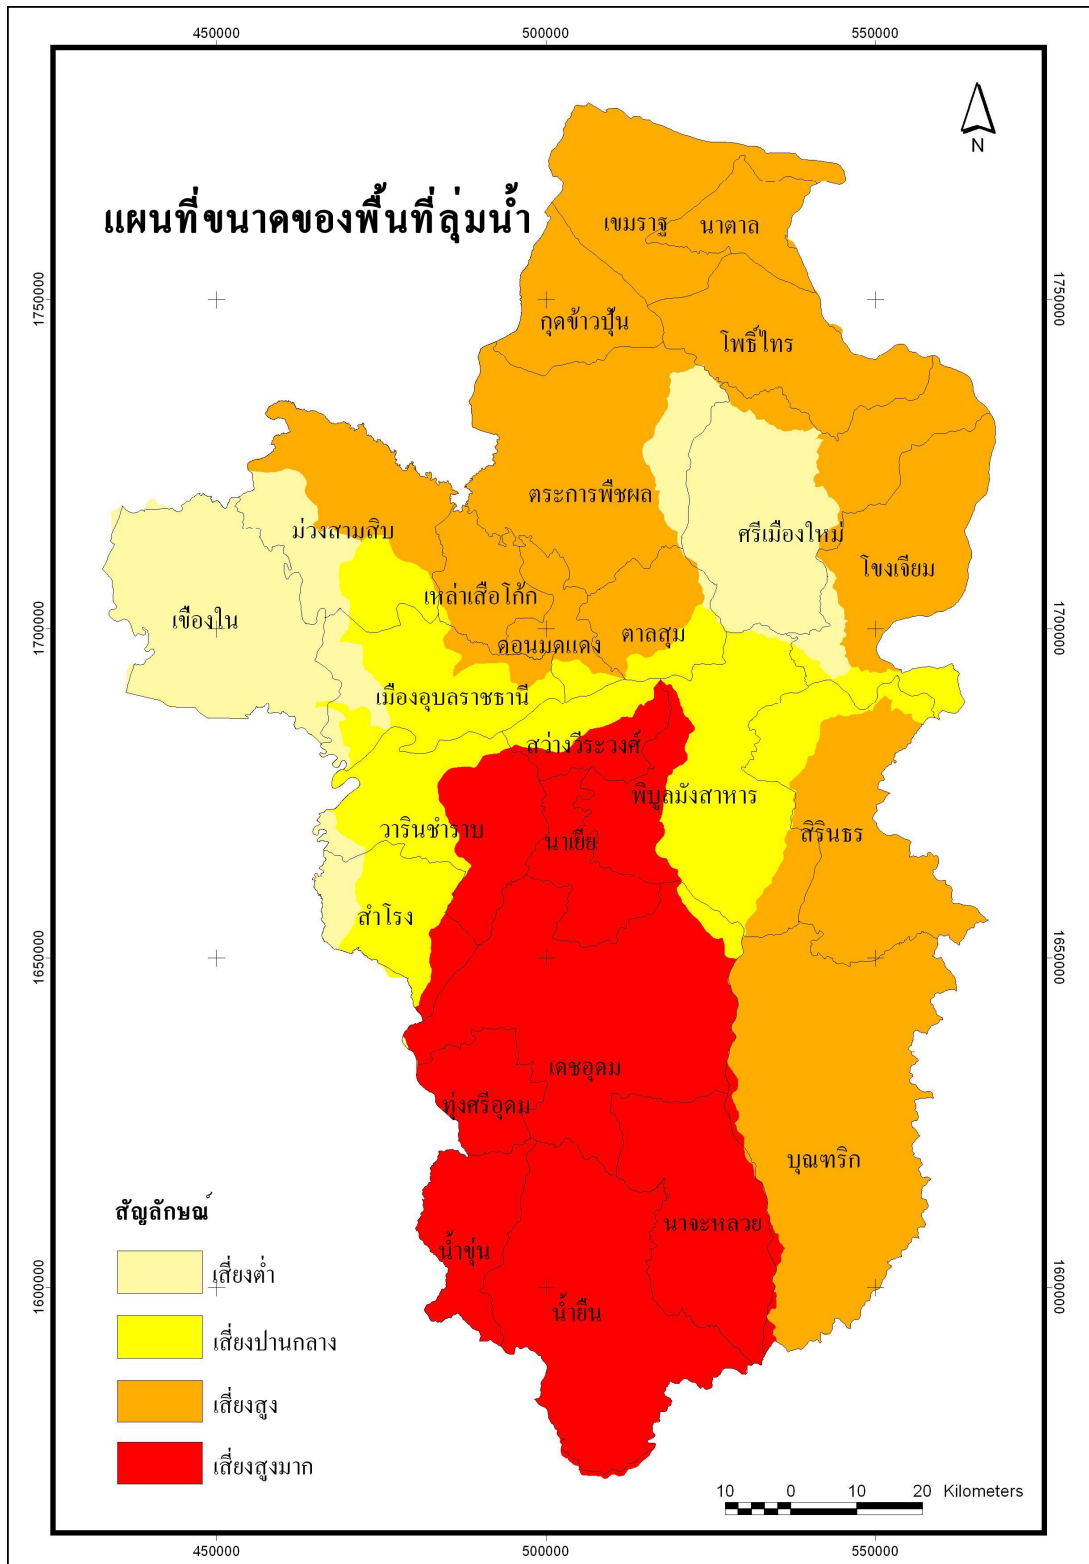 450000 500000 550000
N
แผนที่ขนาดของพื้นที่ลุ่มน้ำ
เขมราฐ
นาตาล
1750000
1750000
กุดข้าวปุ้น
โพธิ์ไทร
ตระการพืชผล
ม่วงสามสิบ
ศรีเมืองใหม่
โขงเจียม
เหล่าเสือโก้ก
เขืองใน
1700000
1700000
ดอนมดแดง
ตาลสุม
เมืองอุบลราชธานี
สว่างวีระวงศ์
พิบูลมังสาหาร
วารินชำราบ
นาเยีย
สิรินธร
สำโรง
1650000
1650000
เดชอุดม
ทุ่งศรีอุดม
บุณฑริก
นาจะหลวย
น้ำขุ่น
น้ำยืน
1600000
1600000
สัญลักษณ์
เสี่ยงต่ำ
เสี่ยงปานกลาง
เสี่ยงสูง
เสี่ยงสูงมาก
10 0 10 20 Kilometers
450000 500000 550000